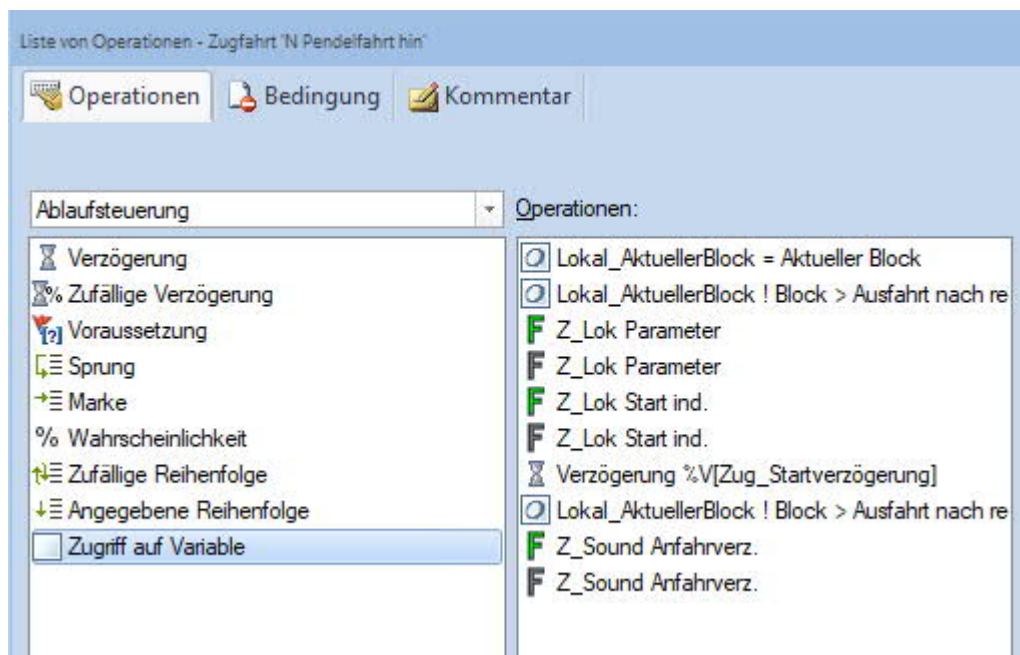 Liste von Operationen - Zugfahrt 'N Pendelfahrt hin'
Operationen Bedingung Kommentar
Ablaufsteuerung
Verzögerung
Zufällige Verzögerung
Voraussetzung
Sprung
Marke
% Wahrscheinlichkeit
Zufällige Reihenfolge
Angegebene Reihenfolge
Zugriff auf Variable
Operationen:
Lokal_AktuellerBlock = Aktueller Block
Lokal_AktuellerBlock ! Block > Ausfahrt nach re
Z_Lok Parameter
Z_Lok Parameter
Z_Lok Start ind.
Z_Lok Start ind.
Verzögerung %V[Zug_Startverzögerung]
Lokal_AktuellerBlock ! Block > Ausfahrt nach re
Z_Sound Anfahrverz.
Z_Sound Anfahrverz.